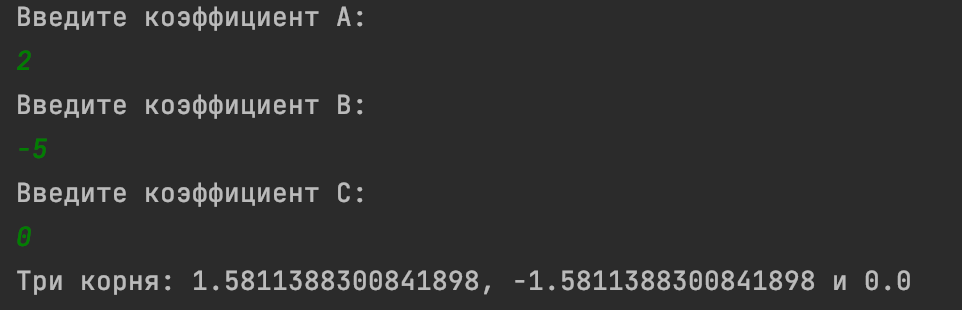 Введите коэффициент A:
2
Введите коэффициент B:
-5
Введите коэффициент C:
0
Три корня: 1.5811388300841898, -1.5811388300841898 и 0.0